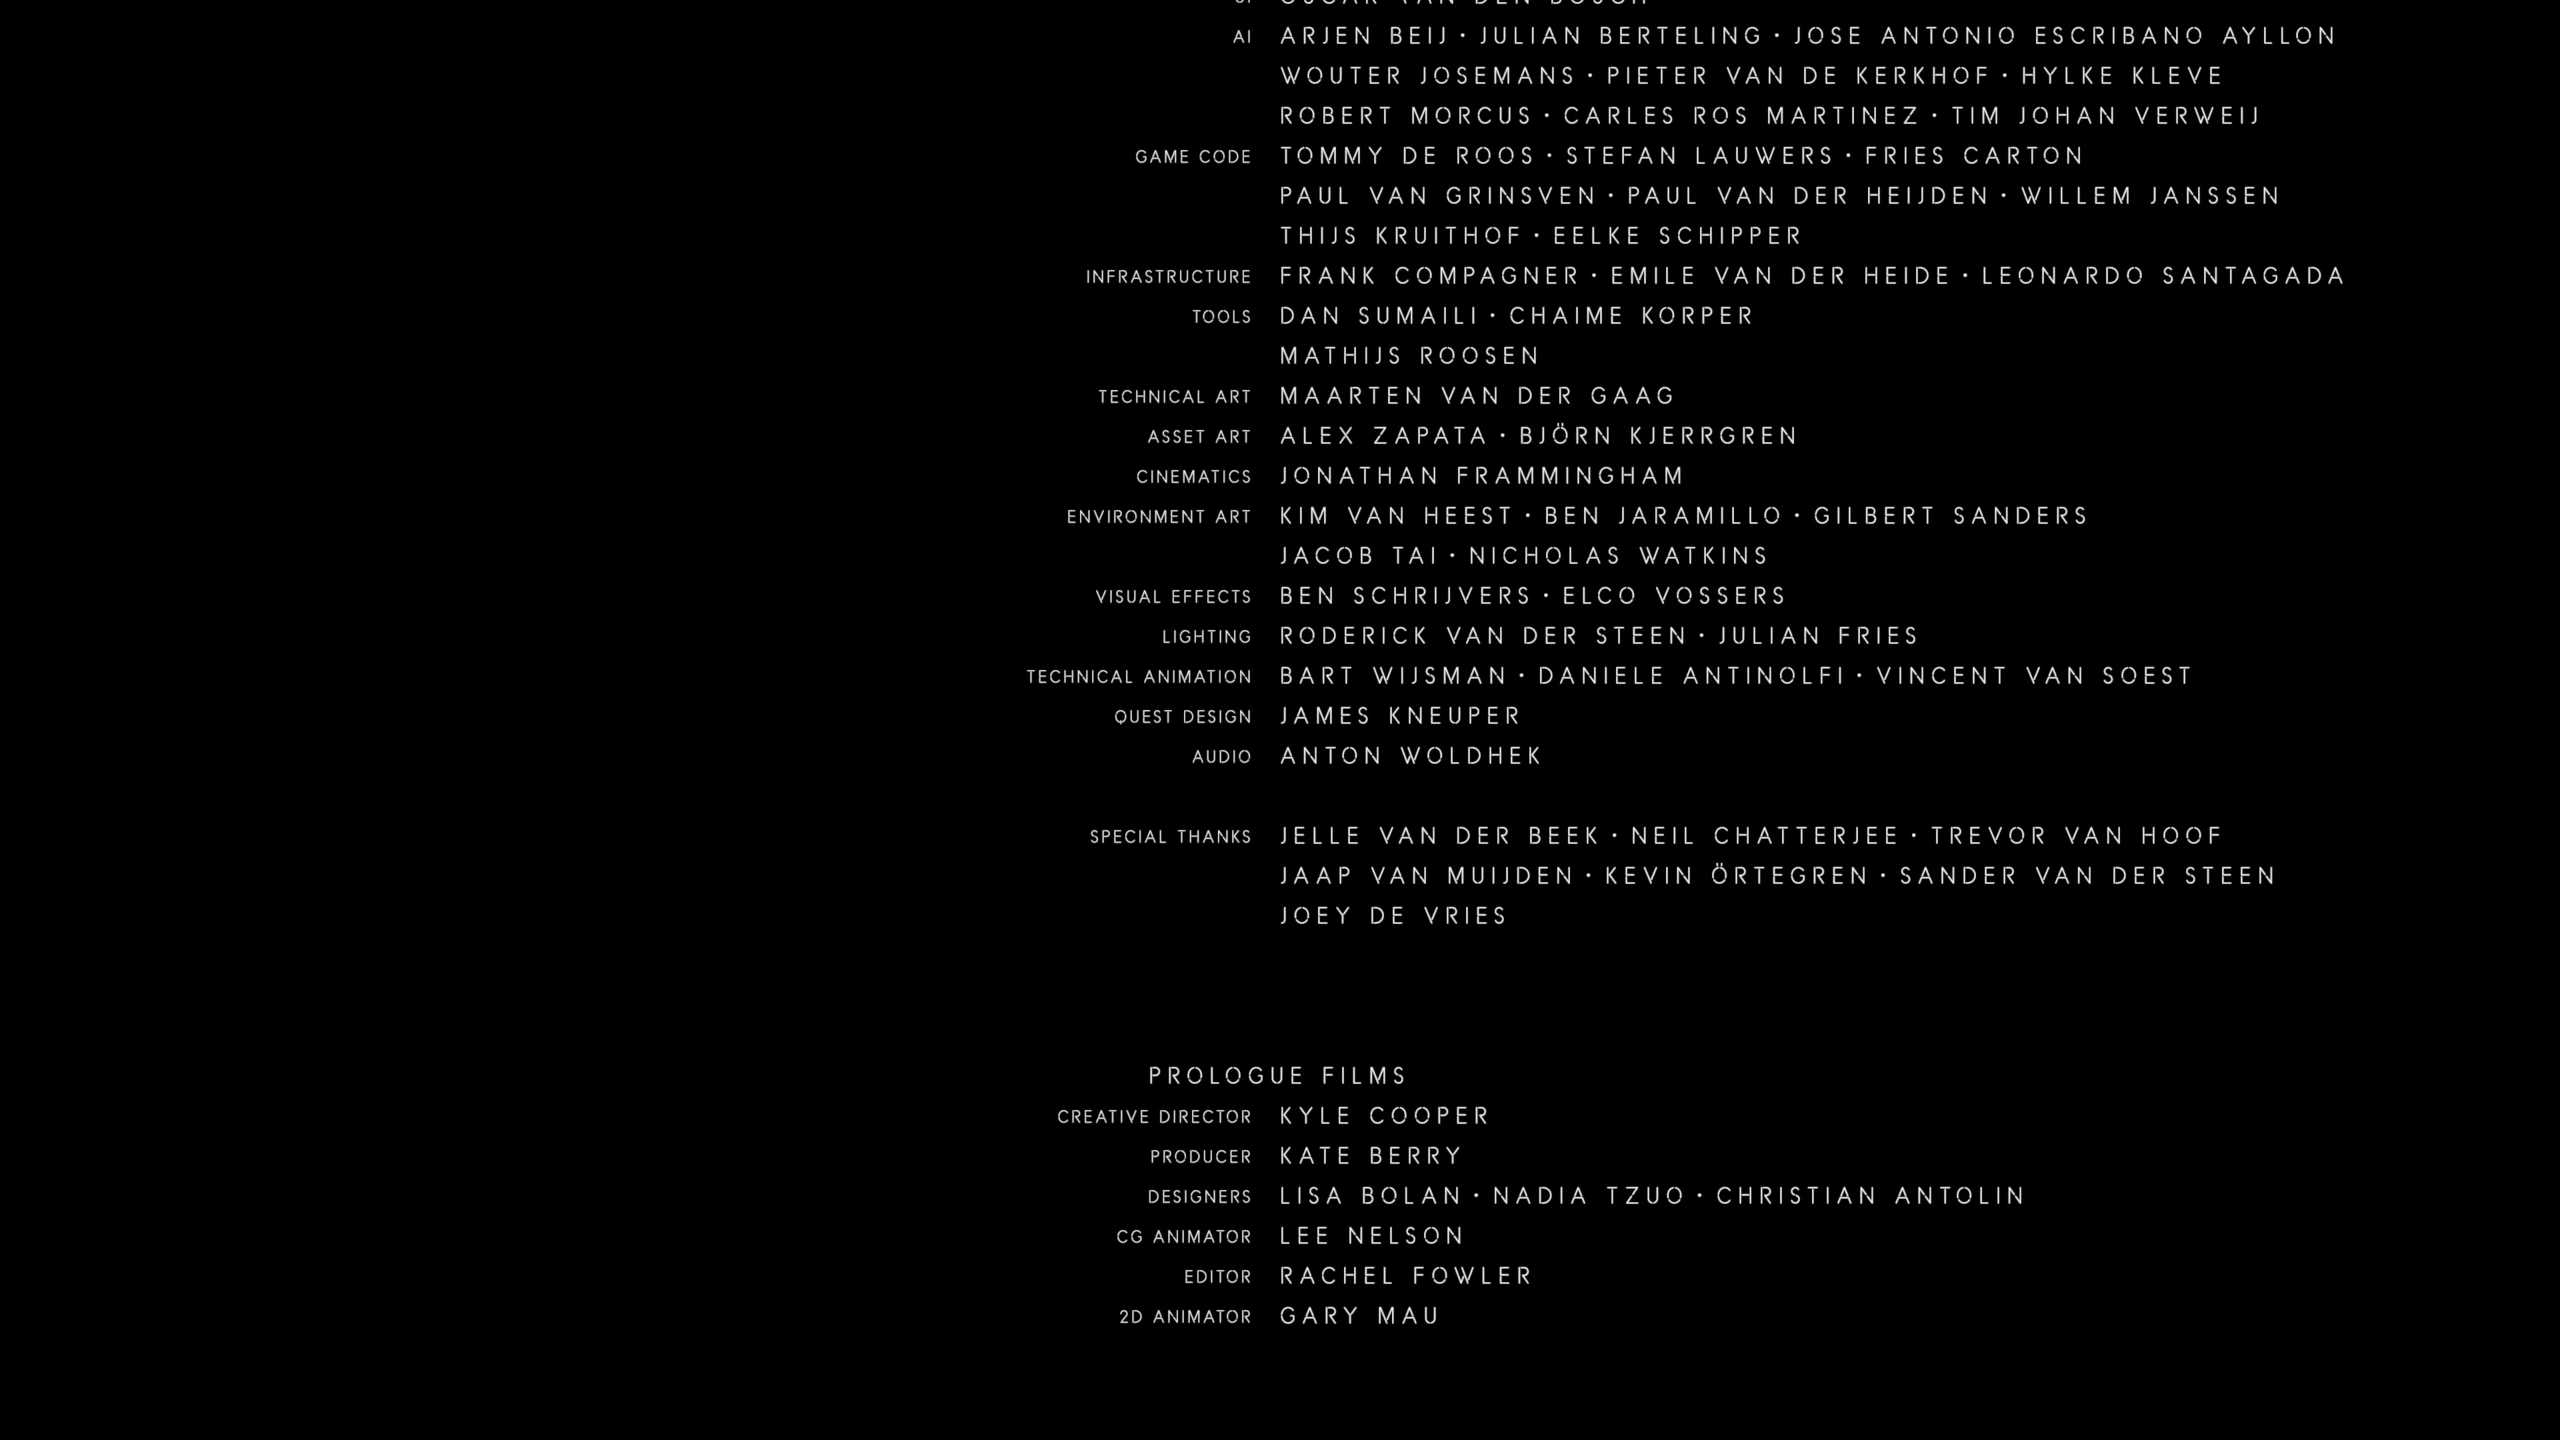 OSCAR VAN DEN BOSCH
AI ARJEN BEIJ · JULIAN BERTELING · JOSE ANTONIO ESCRIBANO AYLLON
WOUTER JOSEMANS · PIETER VAN DE KERKHOF · HYLKE KLEVE
ROBERT MORCUS · CARLES ROS MARTINEZ · TIM JOHAN VERWEIJ
GAME CODE TOMMY DE ROOS · STEFAN LAUWERS · FRIES CARTON
PAUL VAN GRINSVEN · PAUL VAN DER HEIJDEN · WILLEM JANSSEN
THIJS KRUITHOF · EELKE SCHIPPER
INFRASTRUCTURE FRANK COMPAGNER · EMILE VAN DER HEIDE · LEONARDO SANTAGADA
TOOLS DAN SUMAILI · CHAIME KORPER
MATHIJS ROOSEN
TECHNICAL ART MAARTEN VAN DER GAAG
ASSET ART ALEX ZAPATA · BJÖRN KJERRGREN
CINEMATICS JONATHAN FRAMMINGHAM
ENVIRONMENT ART KIM VAN HEEST · BEN JARAMILLO · GILBERT SANDERS
JACOB TAI · NICHOLAS WATKINS
VISUAL EFFECTS BEN SCHRIJVERS · ELCO VOSSERS
LIGHTING RODERICK VAN DER STEEN · JULIAN FRIES
TECHNICAL ANIMATION BART WIJSMAN · DANIELE ANTINOLFI · VINCENT VAN SOEST
QUEST DESIGN JAMES KNEUPER
AUDIO ANTON WOLDHEK
SPECIAL THANKS JELLE VAN DER BEEK · NEIL CHATTERJEE · TREVOR VAN HOOF
JAAP VAN MUIJDEN · KEVIN ÖRTEGREN · SANDER VAN DER STEEN
JOEY DE VRIES
PROLOGUE FILMS
CREATIVE DIRECTOR KYLE COOPER
PRODUCER KATE BERRY
DESIGNERS LISA BOLAN · NADIA TZUO · CHRISTIAN ANTOLIN
CG ANIMATOR LEE NELSON
EDITOR RACHEL FOWLER
2D ANIMATOR GARY MAU